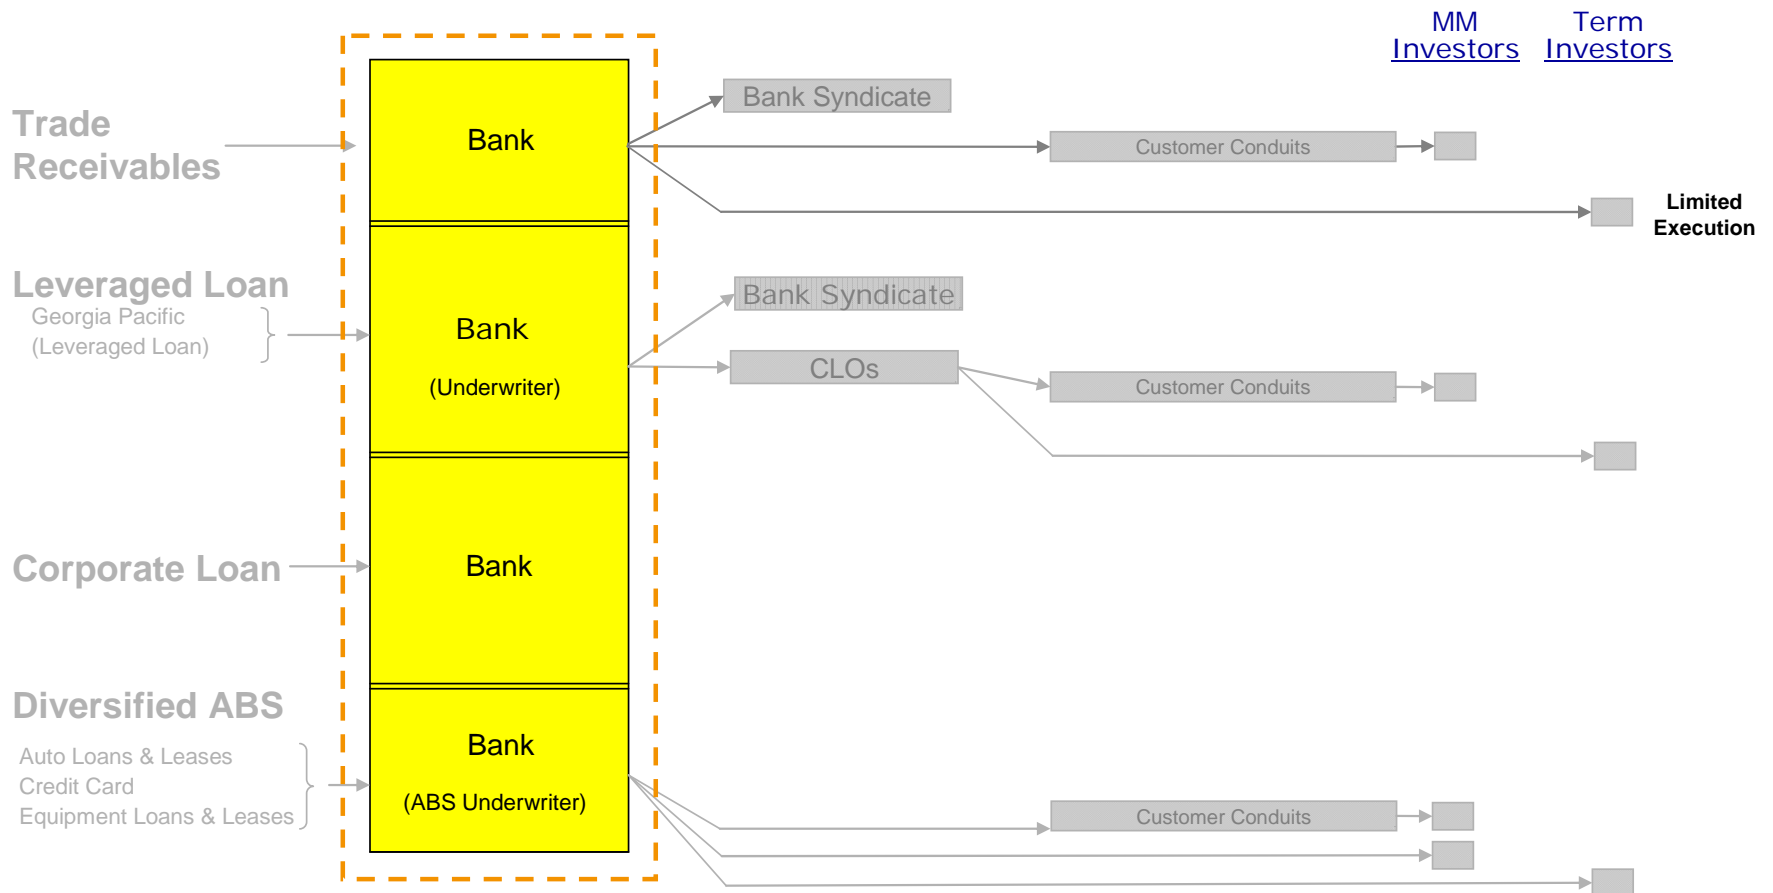 MM
Investors
Term
Investors
Trade
Receivables
Bank
Bank Syndicate
Customer Conduits
Limited
Execution
Leveraged Loan
Georgia Pacific
(Leveraged Loan)
Bank
(Underwriter)
Bank Syndicate
CLOs
Customer Conduits
Corporate Loan
Bank
Diversified ABS
Auto Loans & Leases
Credit Card
Equipment Loans & Leases
Bank
(ABS Underwriter)
Customer Conduits